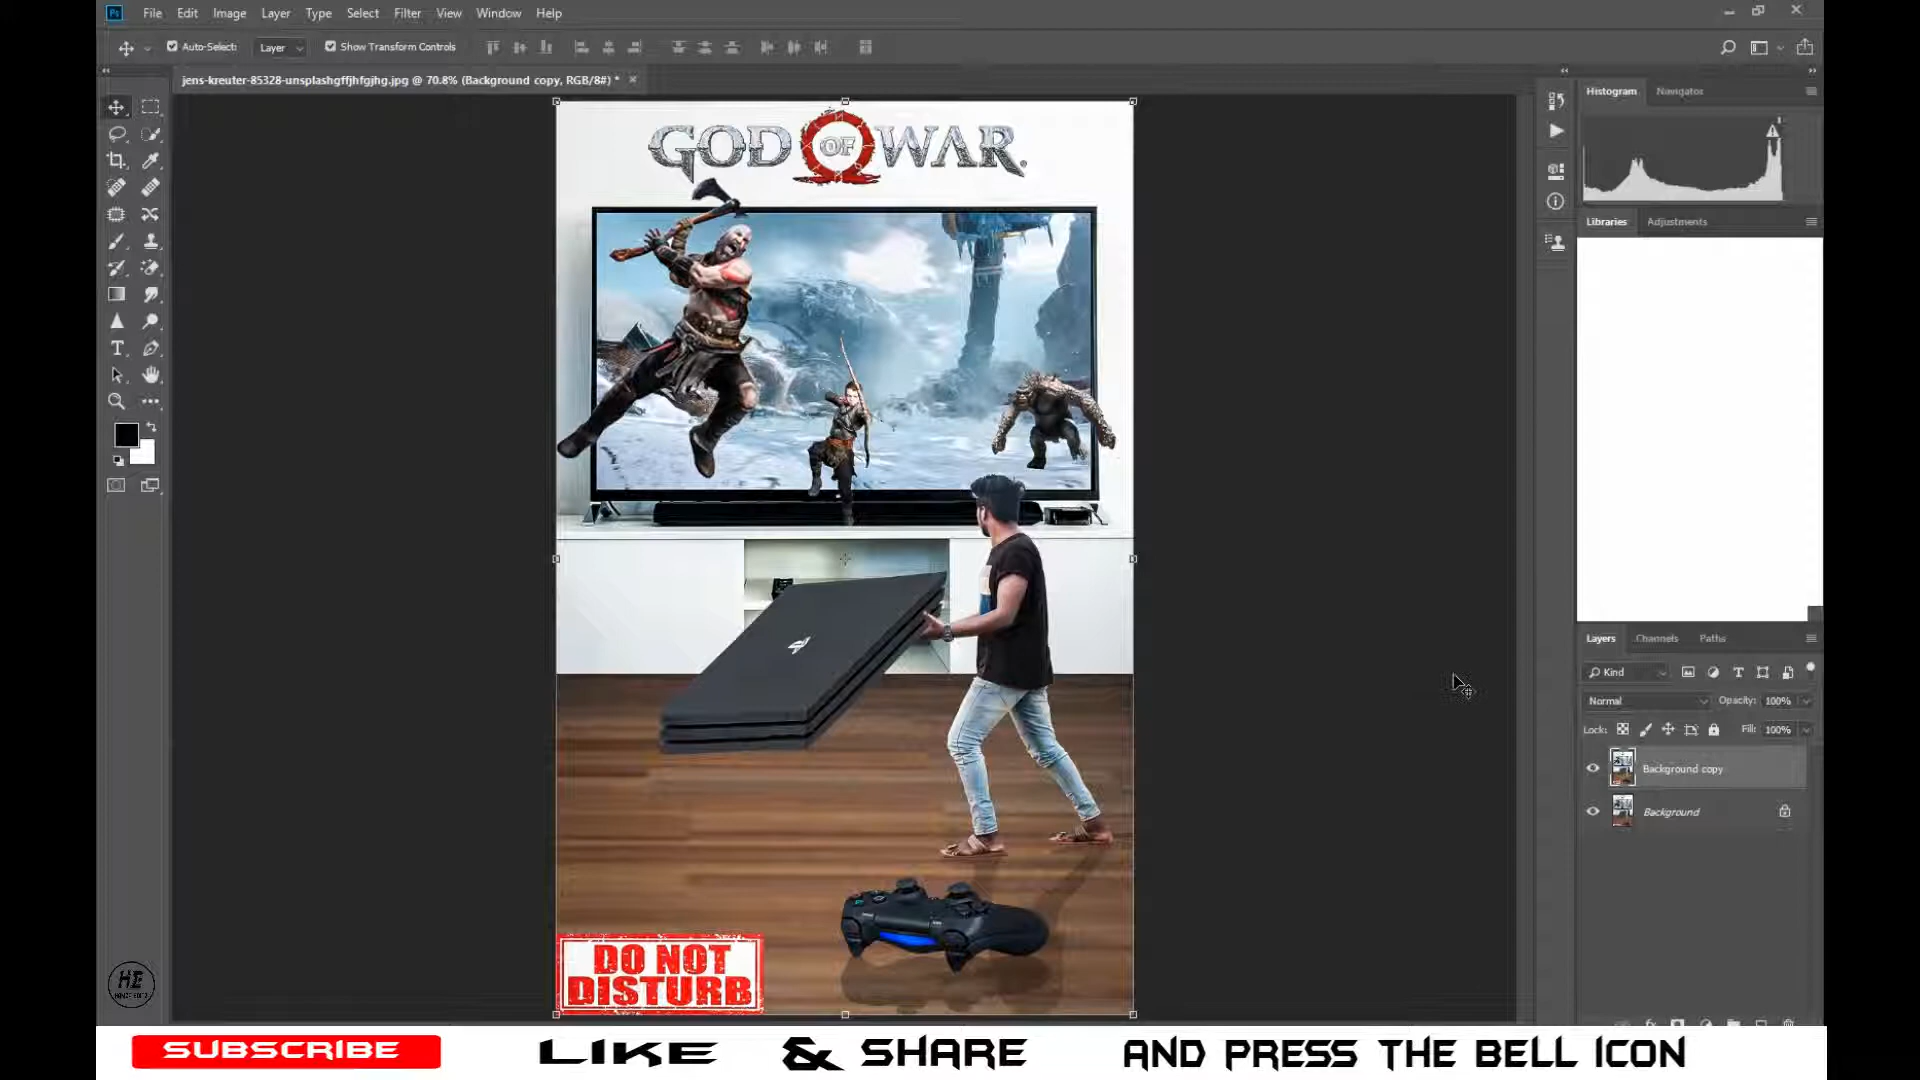 Ps File Edit Image Layer Type Select Filter View Window Help
Auto-Select: Layer Show Transform Controls
jens-kreuter-85328-unsplashgffjhfgjhg.jpg @ 70.8% (Background copy, RGB/8#) *
Histogram Navigator
GOD OF WAR.
Libraries Adjustments
Layers Channels Paths
Kind
Normal Opacity: 100%
Lock: Fill: 100%
Background copy
Background
DO NOT
DISTURB
HE
SUBSCRIBE LIKE & SHARE AND PRESS THE BELL ICON